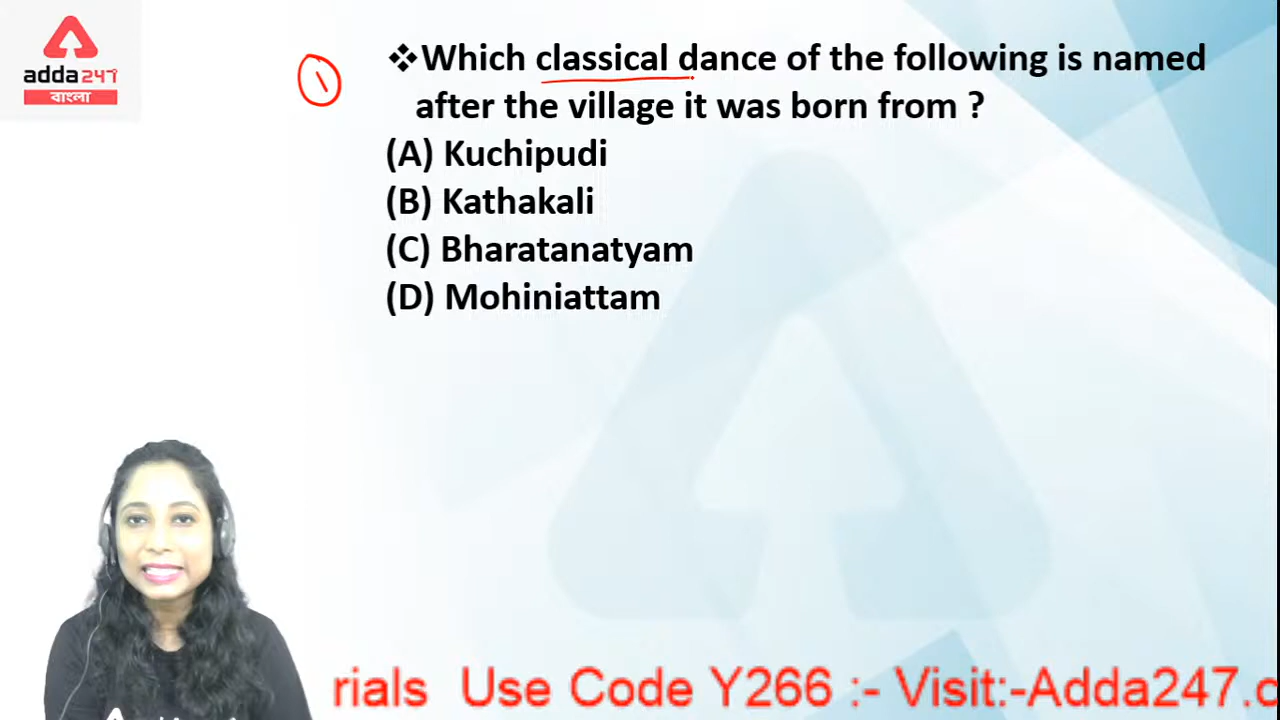 adda247
বাংলা
1
❖Which classical dance of the following is named
after the village it was born from ?
(A) Kuchipudi
(B) Kathakali
(C) Bharatanatyam
(D) Mohiniattam
rials Use Code Y266 :- Visit:-Adda247.c